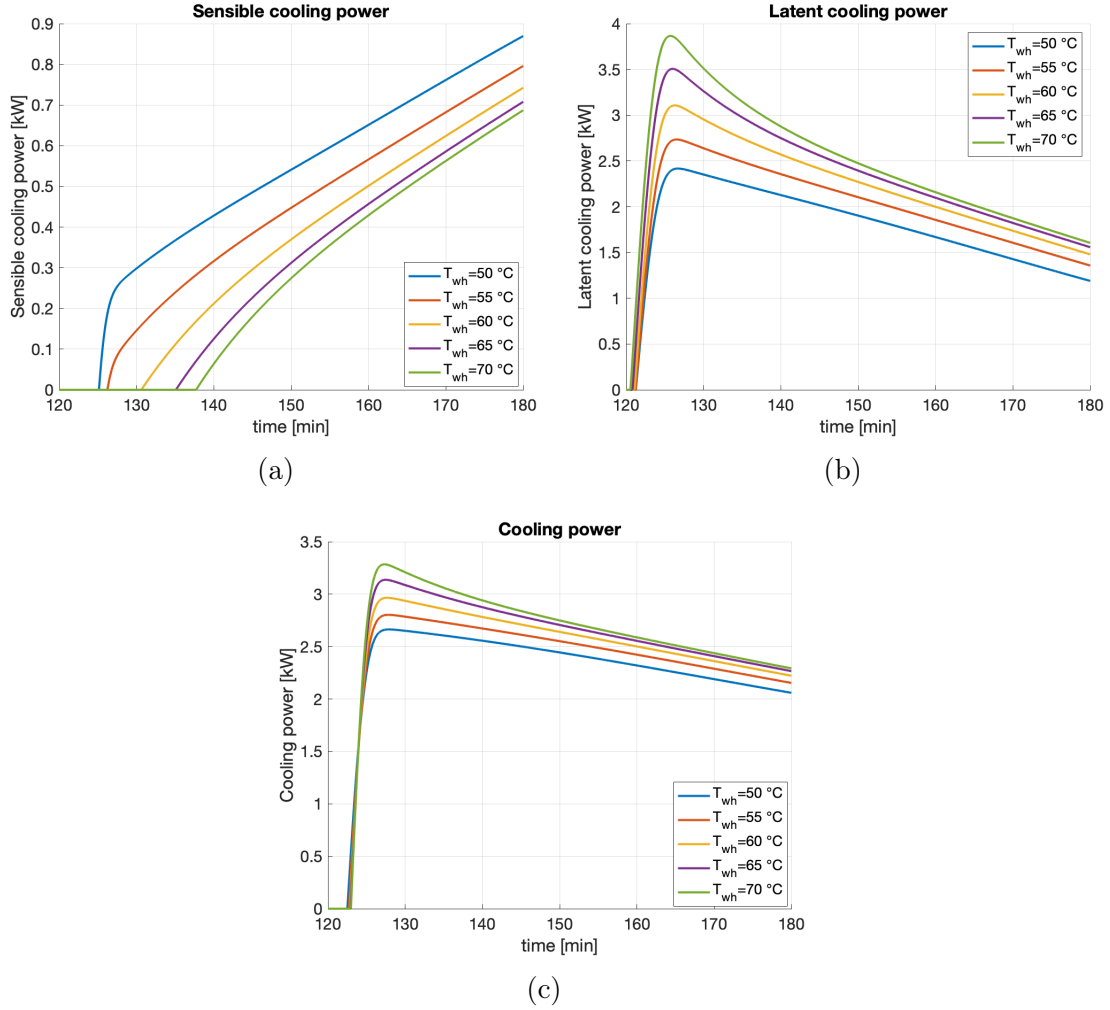 Sensible cooling power
Sensible cooling power [kW]
0.9
0.8
0.7
0.6
0.5
0.4
0.3
0.2
0.1
0
120 130 140 150 160 170 180
time [min]
T_wh=50 °C
T_wh=55 °C
T_wh=60 °C
T_wh=65 °C
T_wh=70 °C
(a)
Latent cooling power
Latent cooling power [kW]
4
3.5
3
2.5
2
1.5
1
0.5
0
120 130 140 150 160 170 180
time [min]
T_wh=50 °C
T_wh=55 °C
T_wh=60 °C
T_wh=65 °C
T_wh=70 °C
(b)
Cooling power
Cooling power [kW]
3.5
3
2.5
2
1.5
1
0.5
0
120 130 140 150 160 170 180
time [min]
T_wh=50 °C
T_wh=55 °C
T_wh=60 °C
T_wh=65 °C
T_wh=70 °C
(c)